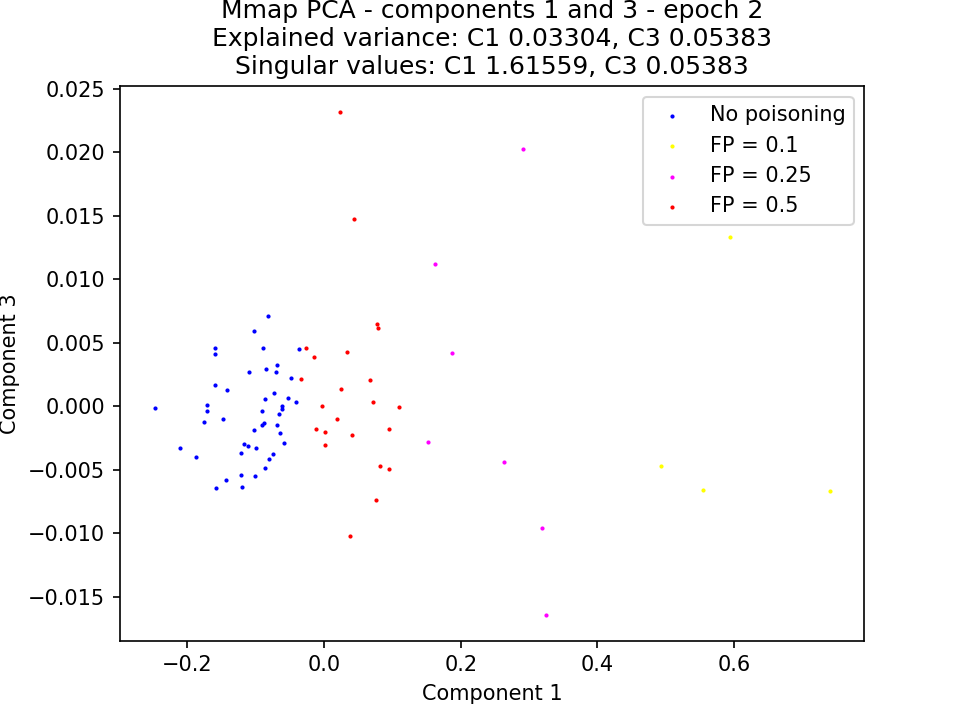 Mmap PCA - components 1 and 3 - epoch 2
Explained variance: C1 0.03304, C3 0.05383
Singular values: C1 1.61559, C3 0.05383
No poisoning
FP = 0.1
FP = 0.25
FP = 0.5
0.025
0.020
0.015
0.010
0.005
0.000
−0.005
−0.010
−0.015
Component 3
−0.2
0.0
0.2
0.4
0.6
Component 1